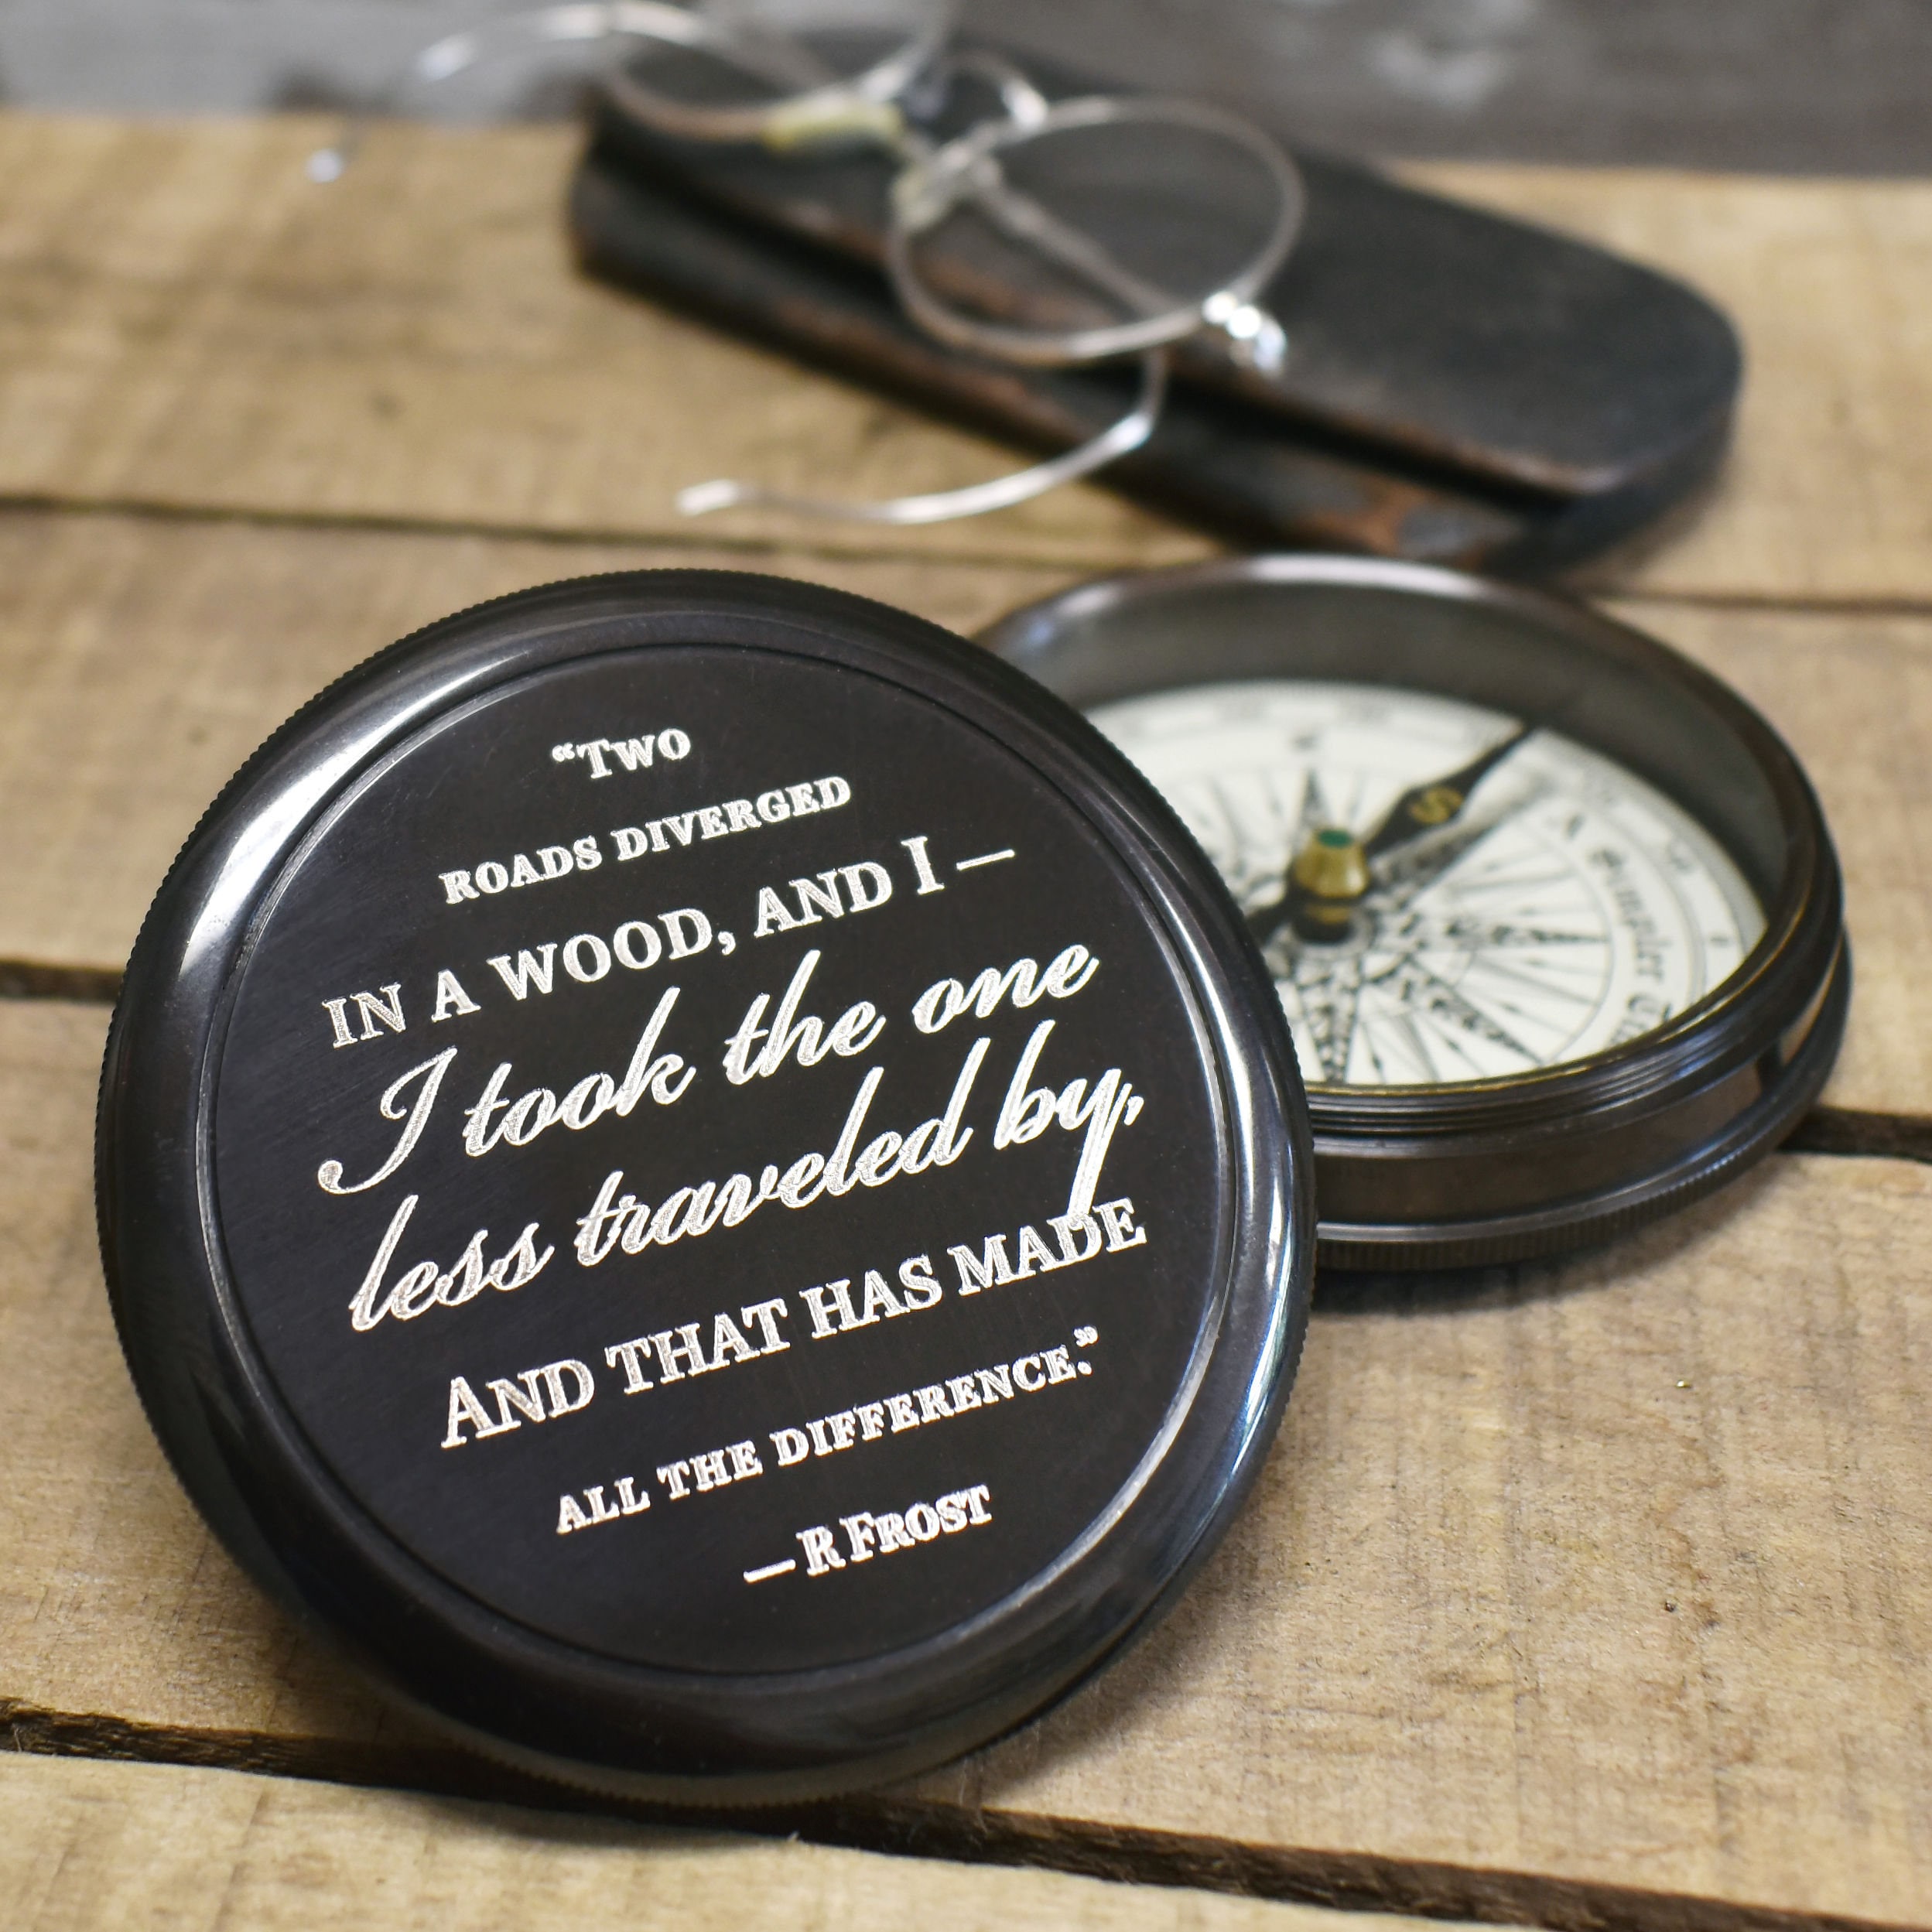 “Two
ROADS DIVERGED
IN A WOOD, AND I —
I took the one
less traveled by,
AND THAT HAS MADE
ALL THE DIFFERENCE.”
— R FROST
S